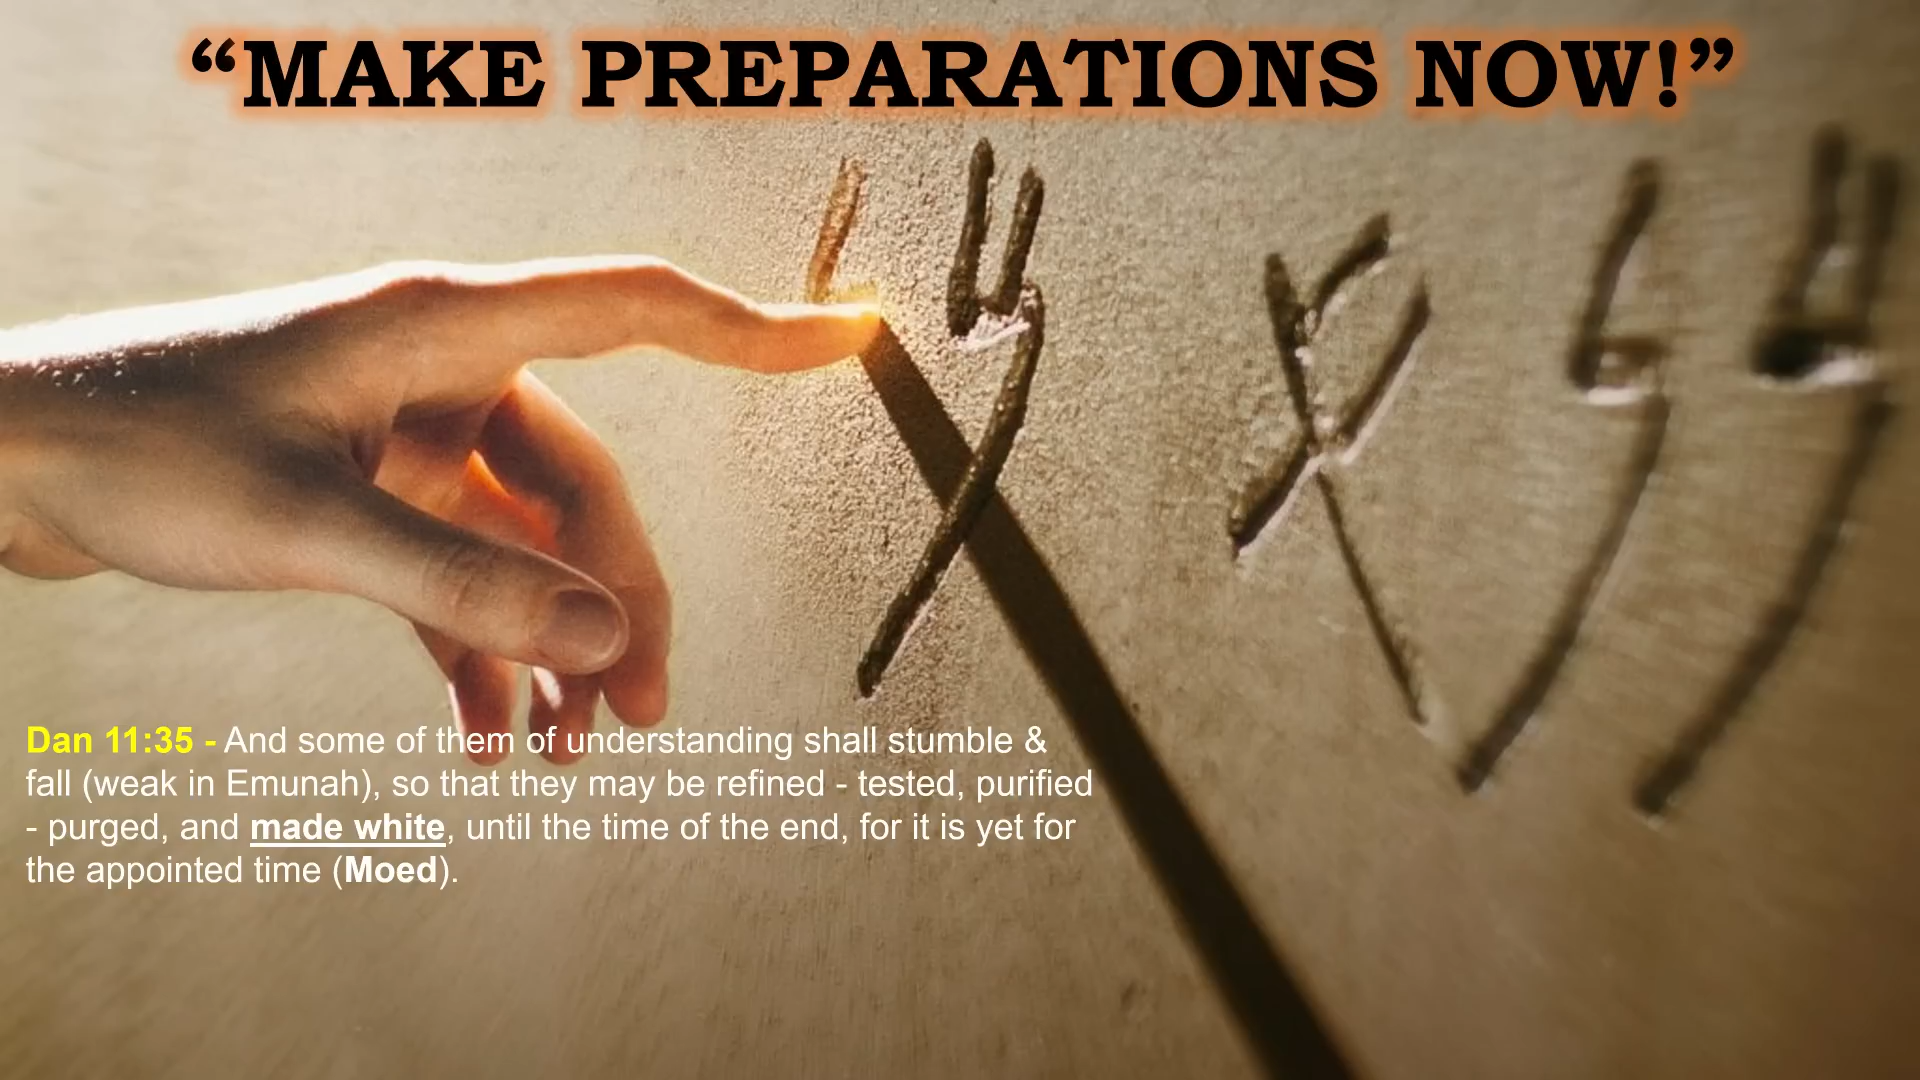 “MAKE PREPARATIONS NOW!”
𐤌𐤍𐤀 𐤌𐤍
Dan 11:35 - And some of them of understanding shall stumble &
fall (weak in Emunah), so that they may be refined - tested, purified
- purged, and made white, until the time of the end, for it is yet for
the appointed time (Moed).